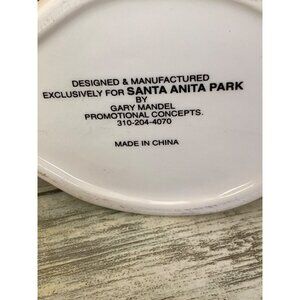 DESIGNED & MANUFACTURED
EXCLUSIVELY FOR SANTA ANITA PARK
BY
GARY MANDEL
PROMOTIONAL CONCEPTS.
310-204-4070
MADE IN CHINA